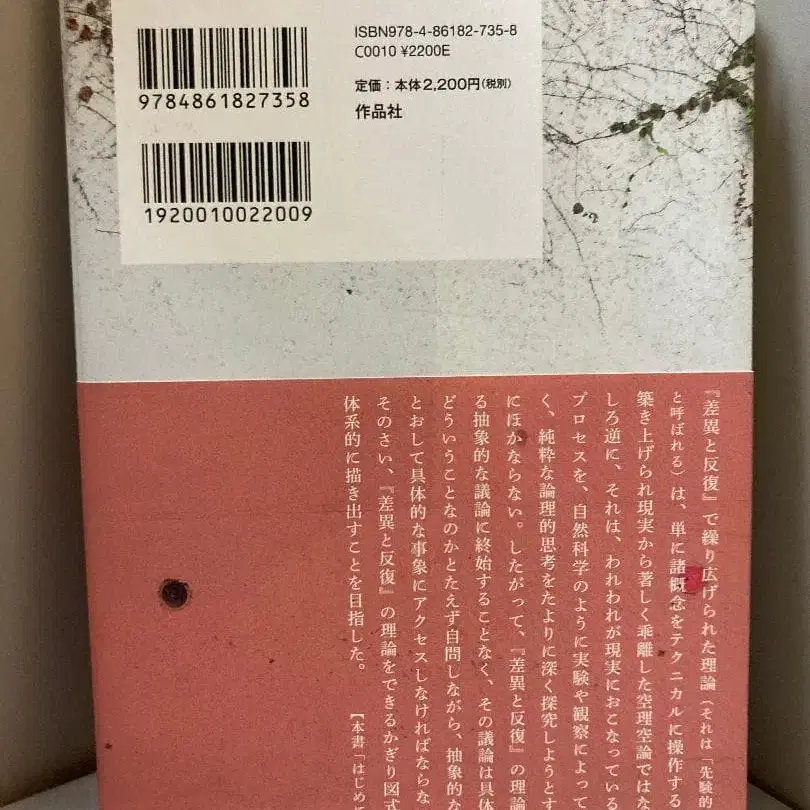 ISBN978-4-86182-735-8
C0010 ¥2200E
定価：本体2,200円(税別)
作品社
9784861827358
1920010022009
『差異と反復』で繰り広げられた理論（それは「先験的
と呼ばれる）は、単に諸概念をテクニカルに操作する
築き上げられ現実から著しく乖離した空理空論ではな
しろ逆に、それは、われわれが現実におこなっている
プロセスを、自然科学のように実験や観察によって
く、純粋な論理的思考をたよりに深く探究しようとす
にほかならない。したがって、『差異と反復』の理論
る抽象的な議論に終始することなく、その議論は具体
どういうことなのかとたえず自問しながら、抽象的な
とおして具体的な事象にアクセスしなければならな
そのさい、『差異と反復』の理論をできるかぎり図式
体系的に描き出すことを目指した。
【本書「はじめに